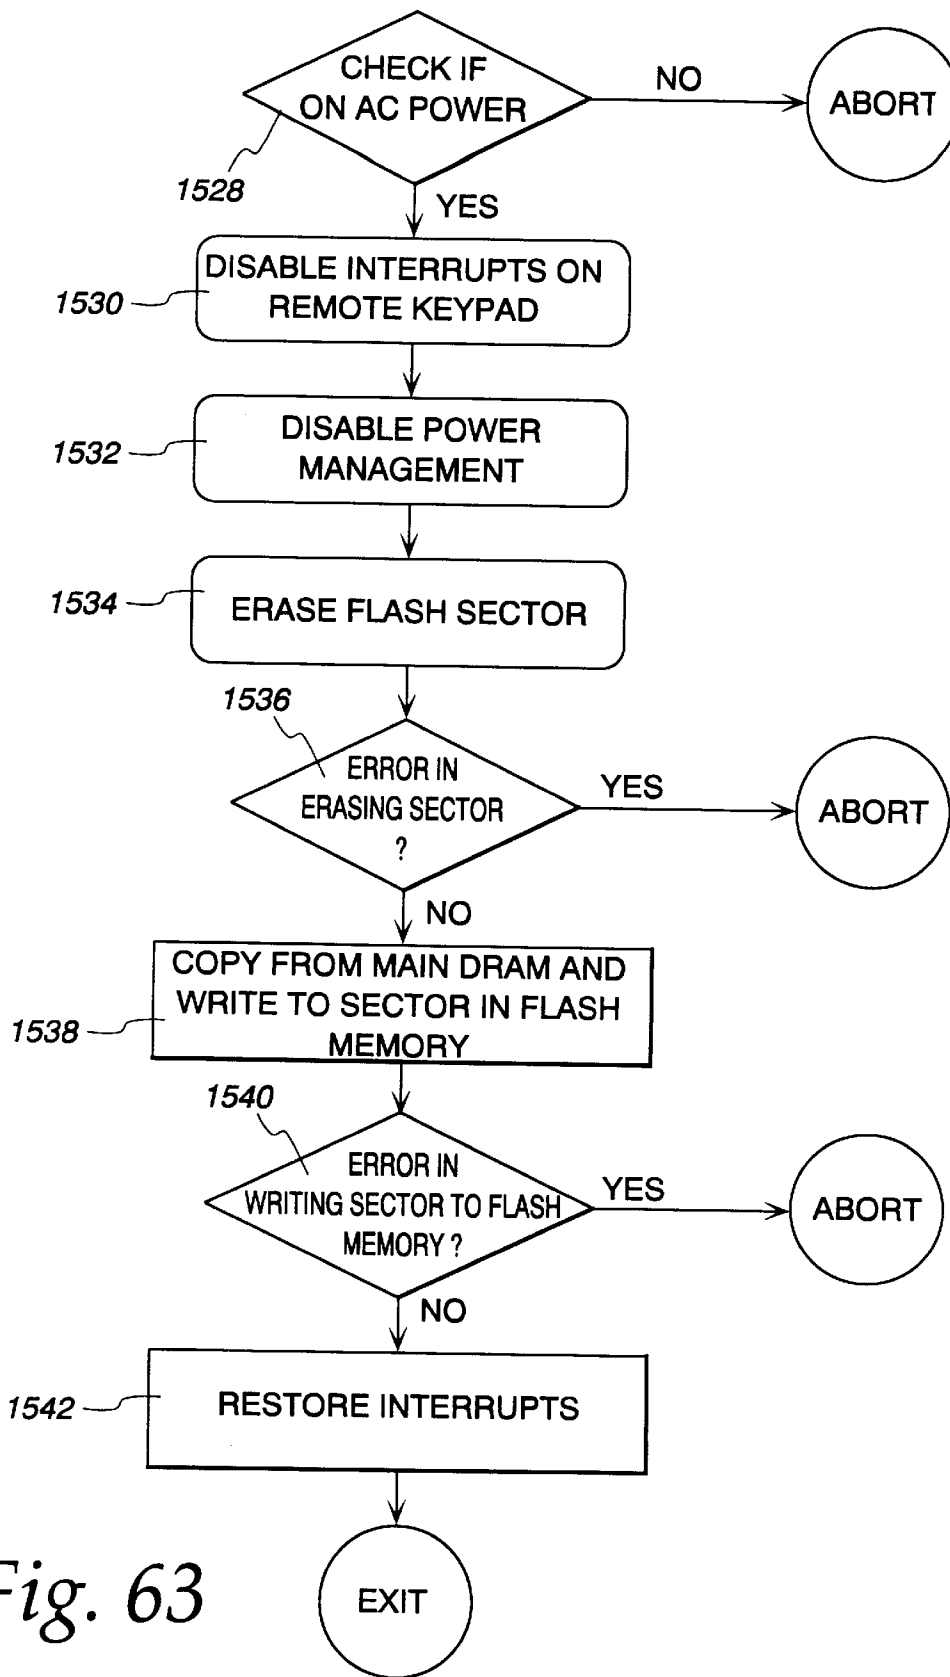 CHECK IF
ON AC POWER
NO
ABORT
1528
YES
DISABLE INTERRUPTS ON
REMOTE KEYPAD
1530
DISABLE POWER
MANAGEMENT
1532
ERASE FLASH SECTOR
1534
1536
ERROR IN
ERASING SECTOR
?
YES
ABORT
NO
COPY FROM MAIN DRAM AND
WRITE TO SECTOR IN FLASH
MEMORY
1538
1540
ERROR IN
WRITING SECTOR TO FLASH
MEMORY ?
YES
ABORT
NO
RESTORE INTERRUPTS
1542
EXIT
Fig. 63